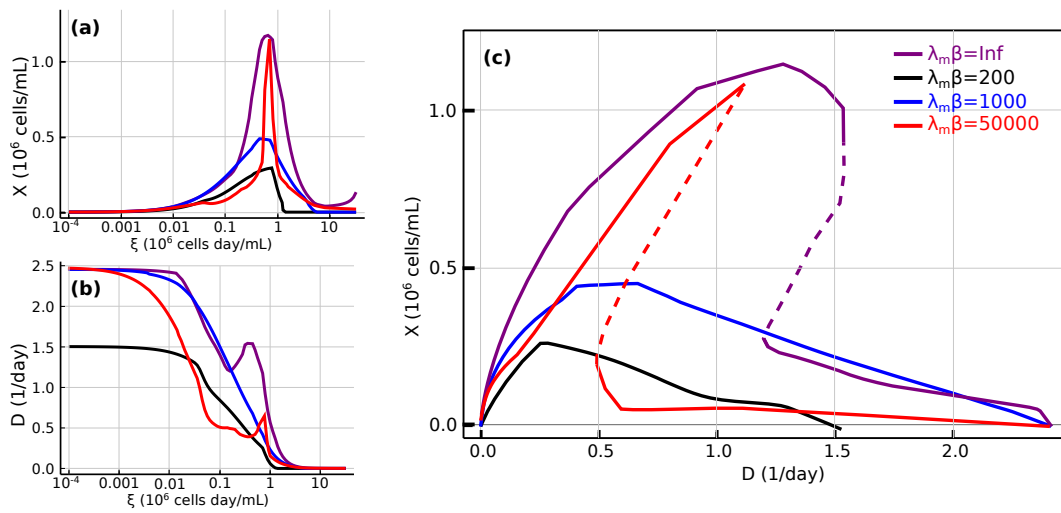 (a)
X (10⁶ cells/mL)
1.0
0.5
0.0
10⁻⁴ 0.001 0.01 0.1 1 10
ξ (10⁶ cells day/mL)
(b)
D (1/day)
2.5
2.0
1.5
1.0
0.5
0.0
10⁻⁴ 0.001 0.01 0.1 1 10
ξ (10⁶ cells day/mL)
(c)
λₘβ=Inf
λₘβ=200
λₘβ=1000
λₘβ=50000
X (10⁶ cells/mL)
1.0
0.5
0.0
0.0 0.5 1.0 1.5 2.0
D (1/day)